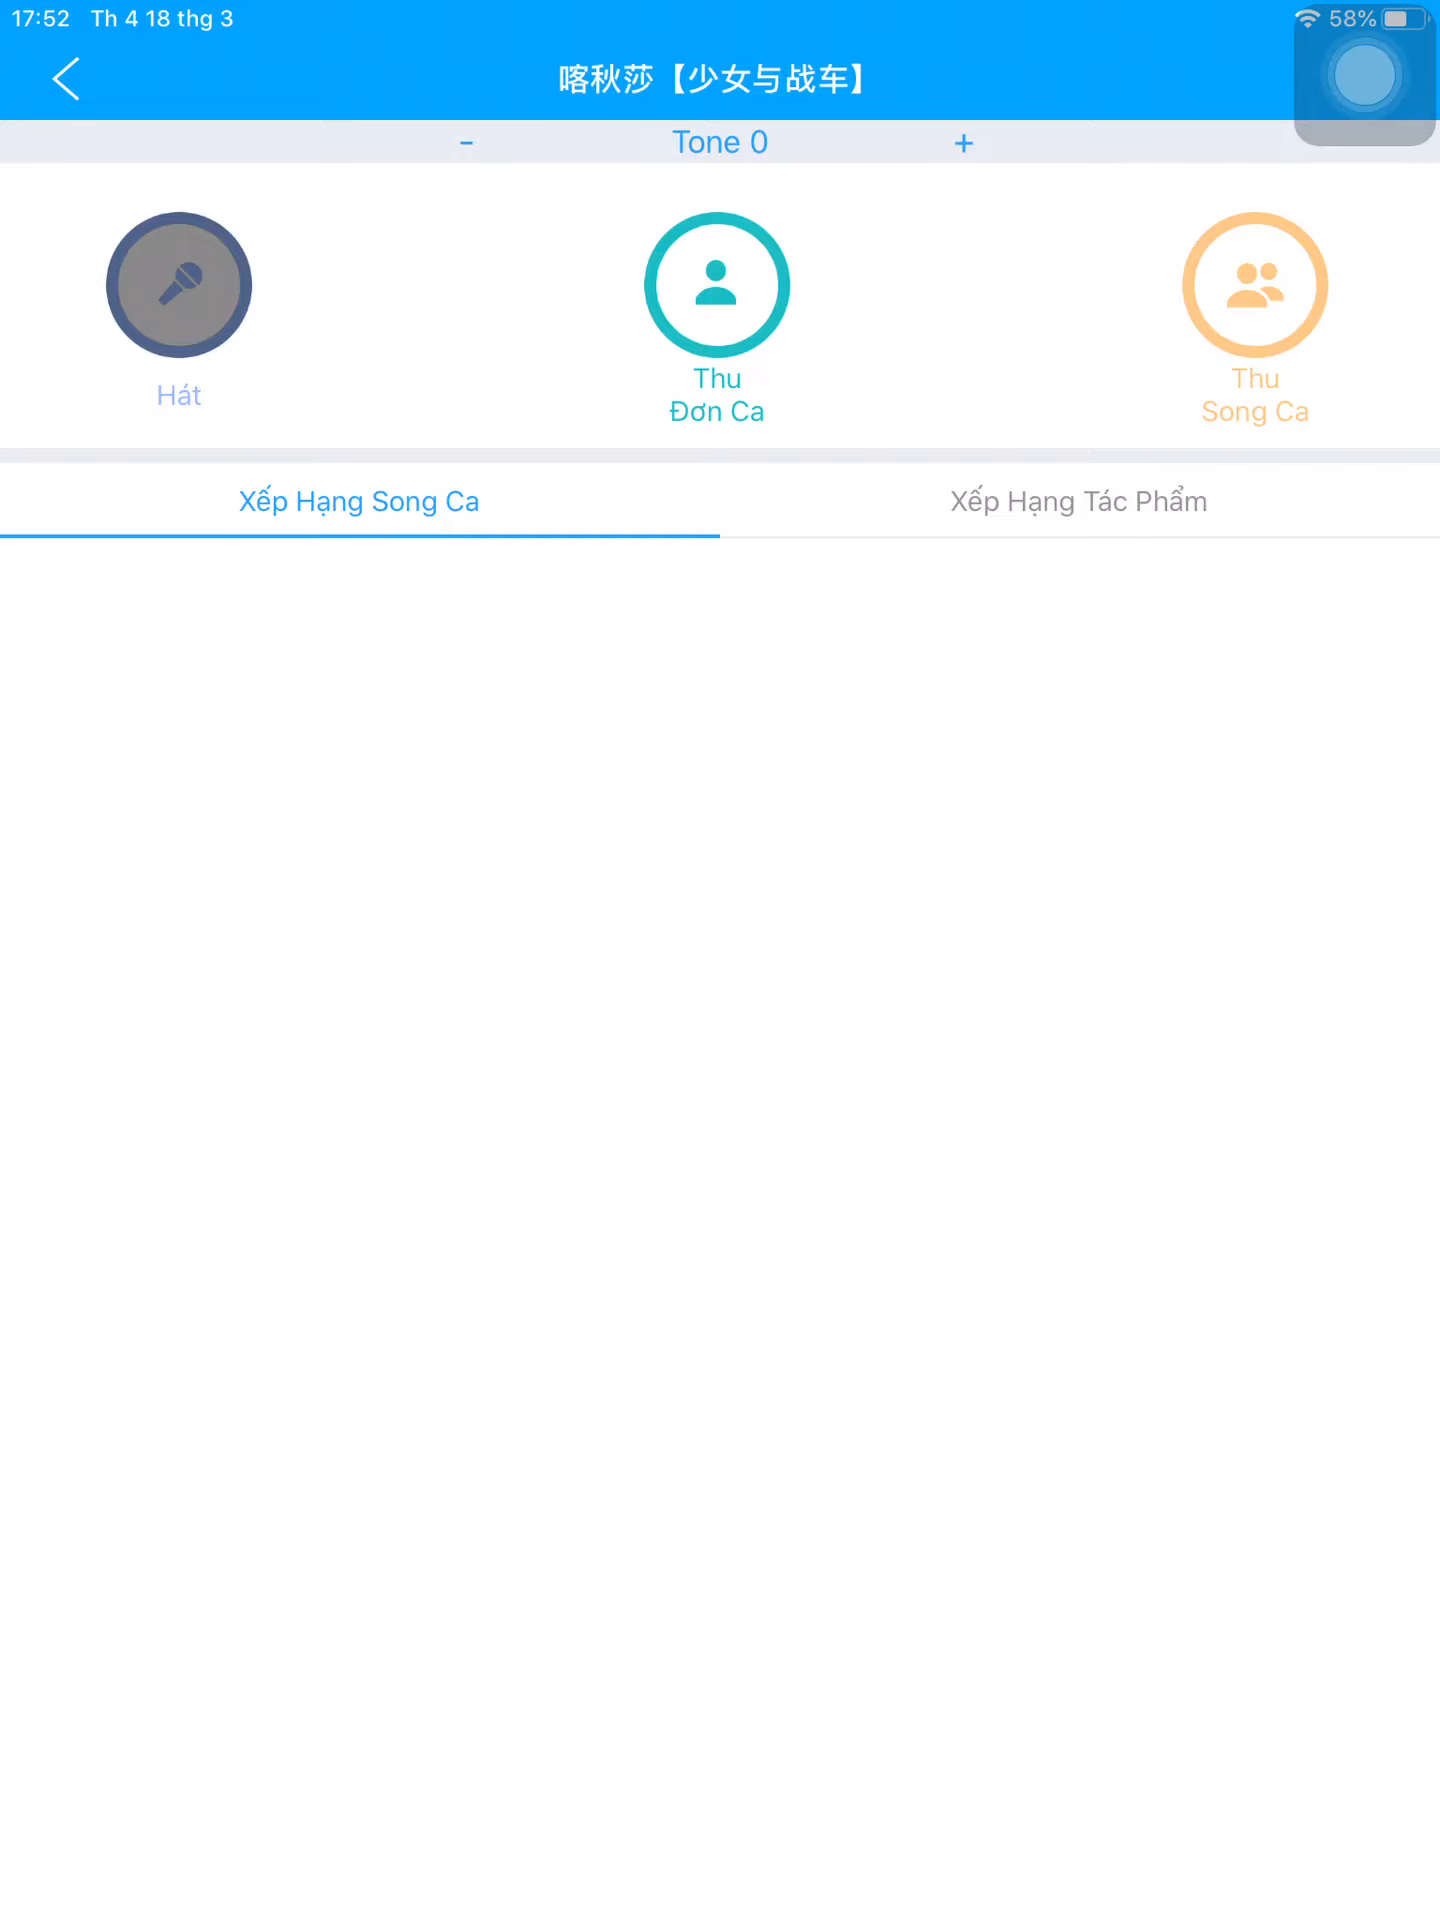 17:52 Th 4 18 thg 3 58%
喀秋莎【少女与战车】
- Tone 0 +
Hát
Thu
Đơn Ca
Thu
Song Ca
Xếp Hạng Song Ca
Xếp Hạng Tác Phẩm